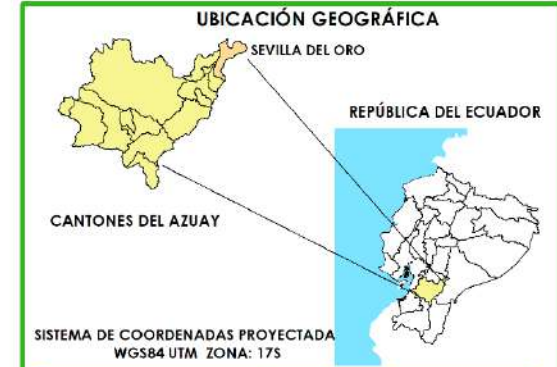 UBICACIÓN GEOGRÁFICA
SEVILLA DEL ORO
REPÚBLICA DEL ECUADOR
CANTONES DEL AZUAY
SISTEMA DE COORDENADAS PROYECTADA
WGS84 UTM ZONA: 17S